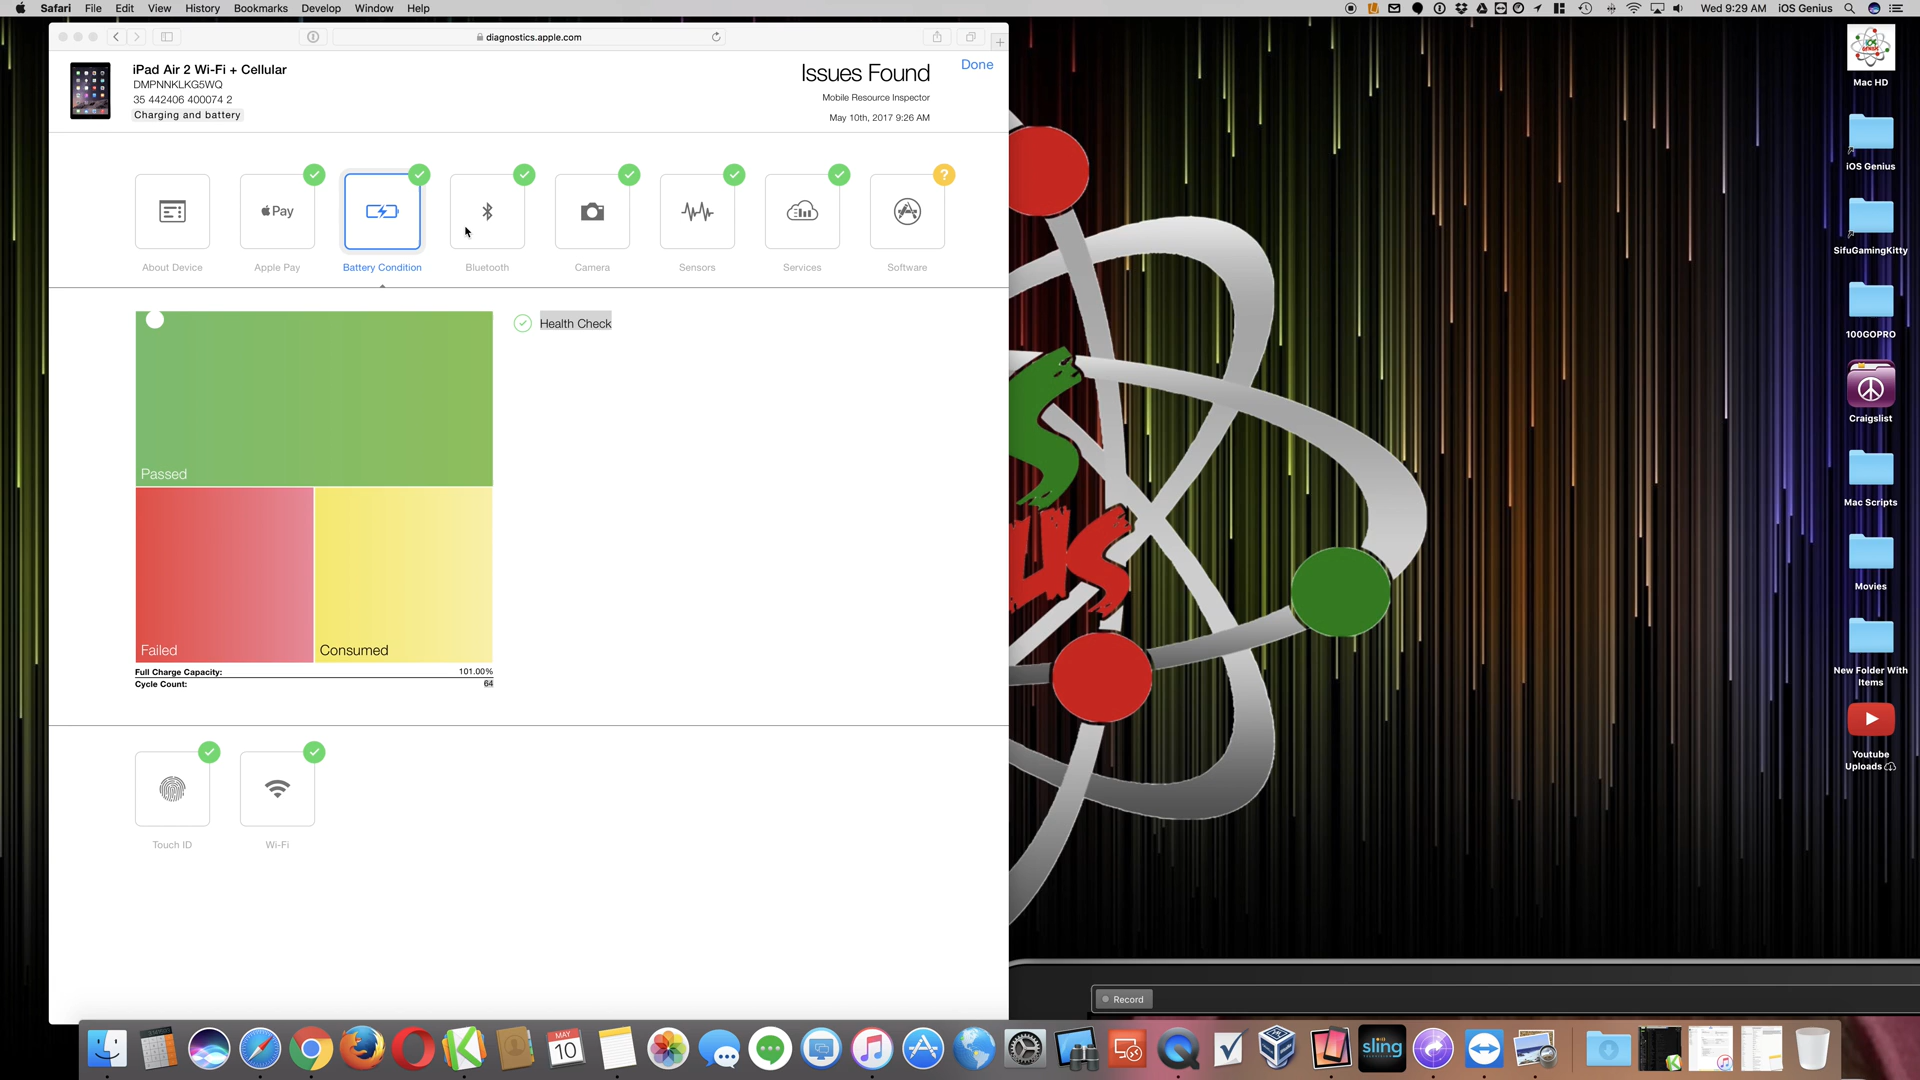 Safari File Edit View History Bookmarks Develop Window Help
Wed 9:29 AM iOS Genius
diagnostics.apple.com
iPad Air 2 Wi-Fi + Cellular
DMPNNKLKG5WQ
35 442406 400074 2
Charging and battery
Issues Found
Done
Mobile Resource Inspector
May 10th, 2017 9:26 AM
Pay
?
About Device
Apple Pay
Battery Condition
Bluetooth
Camera
Sensors
Services
Software
Health Check
Passed
Failed
Consumed
Full Charge Capacity: 101.00%
Cycle Count: 64
Touch ID
Wi-Fi
Mac HD
iOS Genius
SifuGamingKitty
100GOPRO
Craigslist
Mac Scripts
Movies
New Folder With
Items
Youtube
Uploads
Record
MAY
10
sling